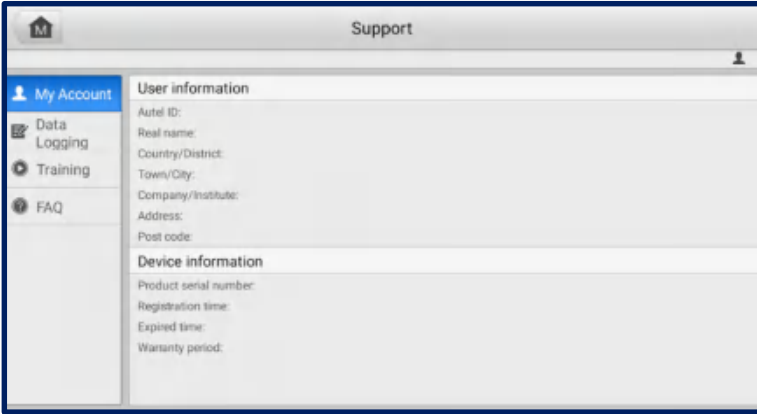 M
Support
My Account
Data
Logging
Training
FAQ
User information
Autel ID:
Real name:
Country/District:
Town/City:
Company/Institute:
Address:
Post code:
Device information
Product serial number:
Registration time:
Expired time:
Warranty period: